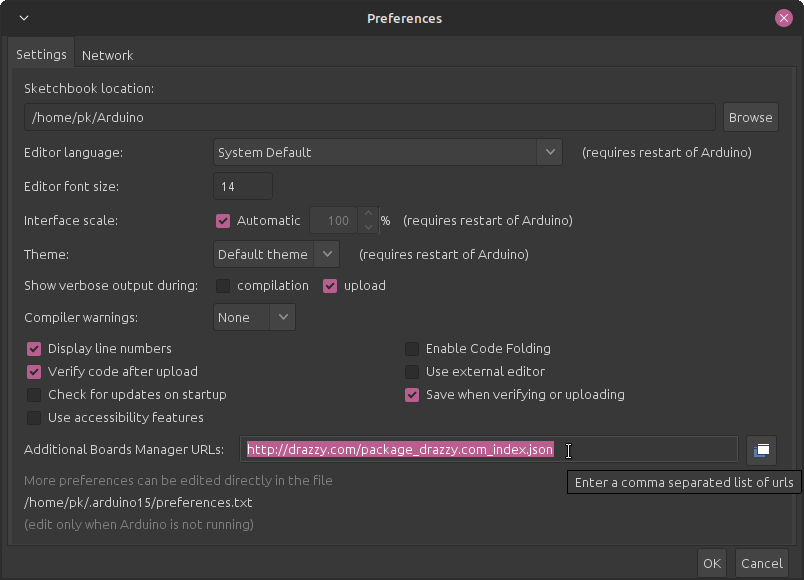 Preferences
Settings Network
Sketchbook location:
/home/pk/Arduino Browse
Editor language: System Default (requires restart of Arduino)
Editor font size: 14
Interface scale: Automatic 100 % (requires restart of Arduino)
Theme: Default theme (requires restart of Arduino)
Show verbose output during: compilation upload
Compiler warnings: None
Display line numbers Enable Code Folding
Verify code after upload Use external editor
Check for updates on startup Save when verifying or uploading
Use accessibility features
Additional Boards Manager URLs: http://drazzy.com/package_drazzy.com_index.json
More preferences can be edited directly in the file
Enter a comma separated list of urls
/home/pk/.arduino15/preferences.txt
(edit only when Arduino is not running)
OK Cancel